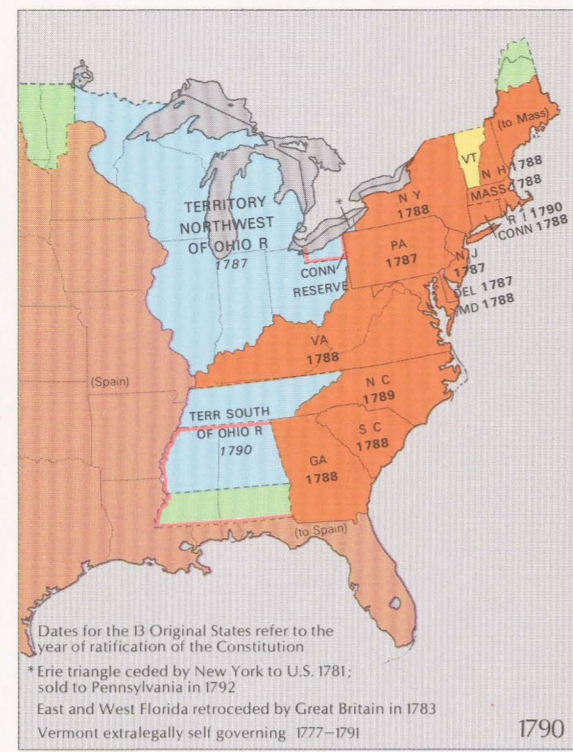 (to Mass)
VT
N H 1788
MASS 1788
R I 1790
CONN 1788
N Y
1788
*
TERRITORY
NORTHWEST
OF OHIO R
1787
CONN
RESERVE
PA
1787
N J
1787
DEL 1787
MD 1788
VA
1788
(Spain)
N C
1789
TERR SOUTH
OF OHIO R
1790
S C
1788
GA
1788
(to Spain)
Dates for the 13 Original States refer to the
year of ratification of the Constitution
* Erie triangle ceded by New York to U.S. 1781;
sold to Pennsylvania in 1792
East and West Florida retroceded by Great Britain in 1783
Vermont extralegally self governing 1777–1791
1790